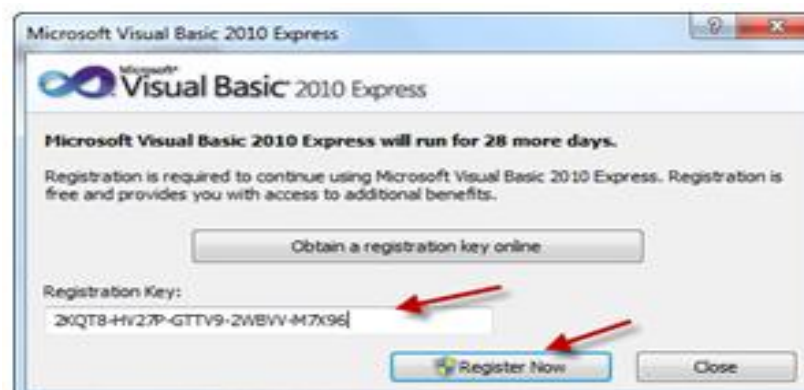 Microsoft Visual Basic 2010 Express
Microsoft®
Visual Basic® 2010 Express
Microsoft Visual Basic 2010 Express will run for 28 more days.
Registration is required to continue using Microsoft Visual Basic 2010 Express. Registration is
free and provides you with access to additional benefits.
Obtain a registration key online
Registration Key:
2KQT8-HV27P-GTTV9-2WBVV-M7X96
Register Now
Close